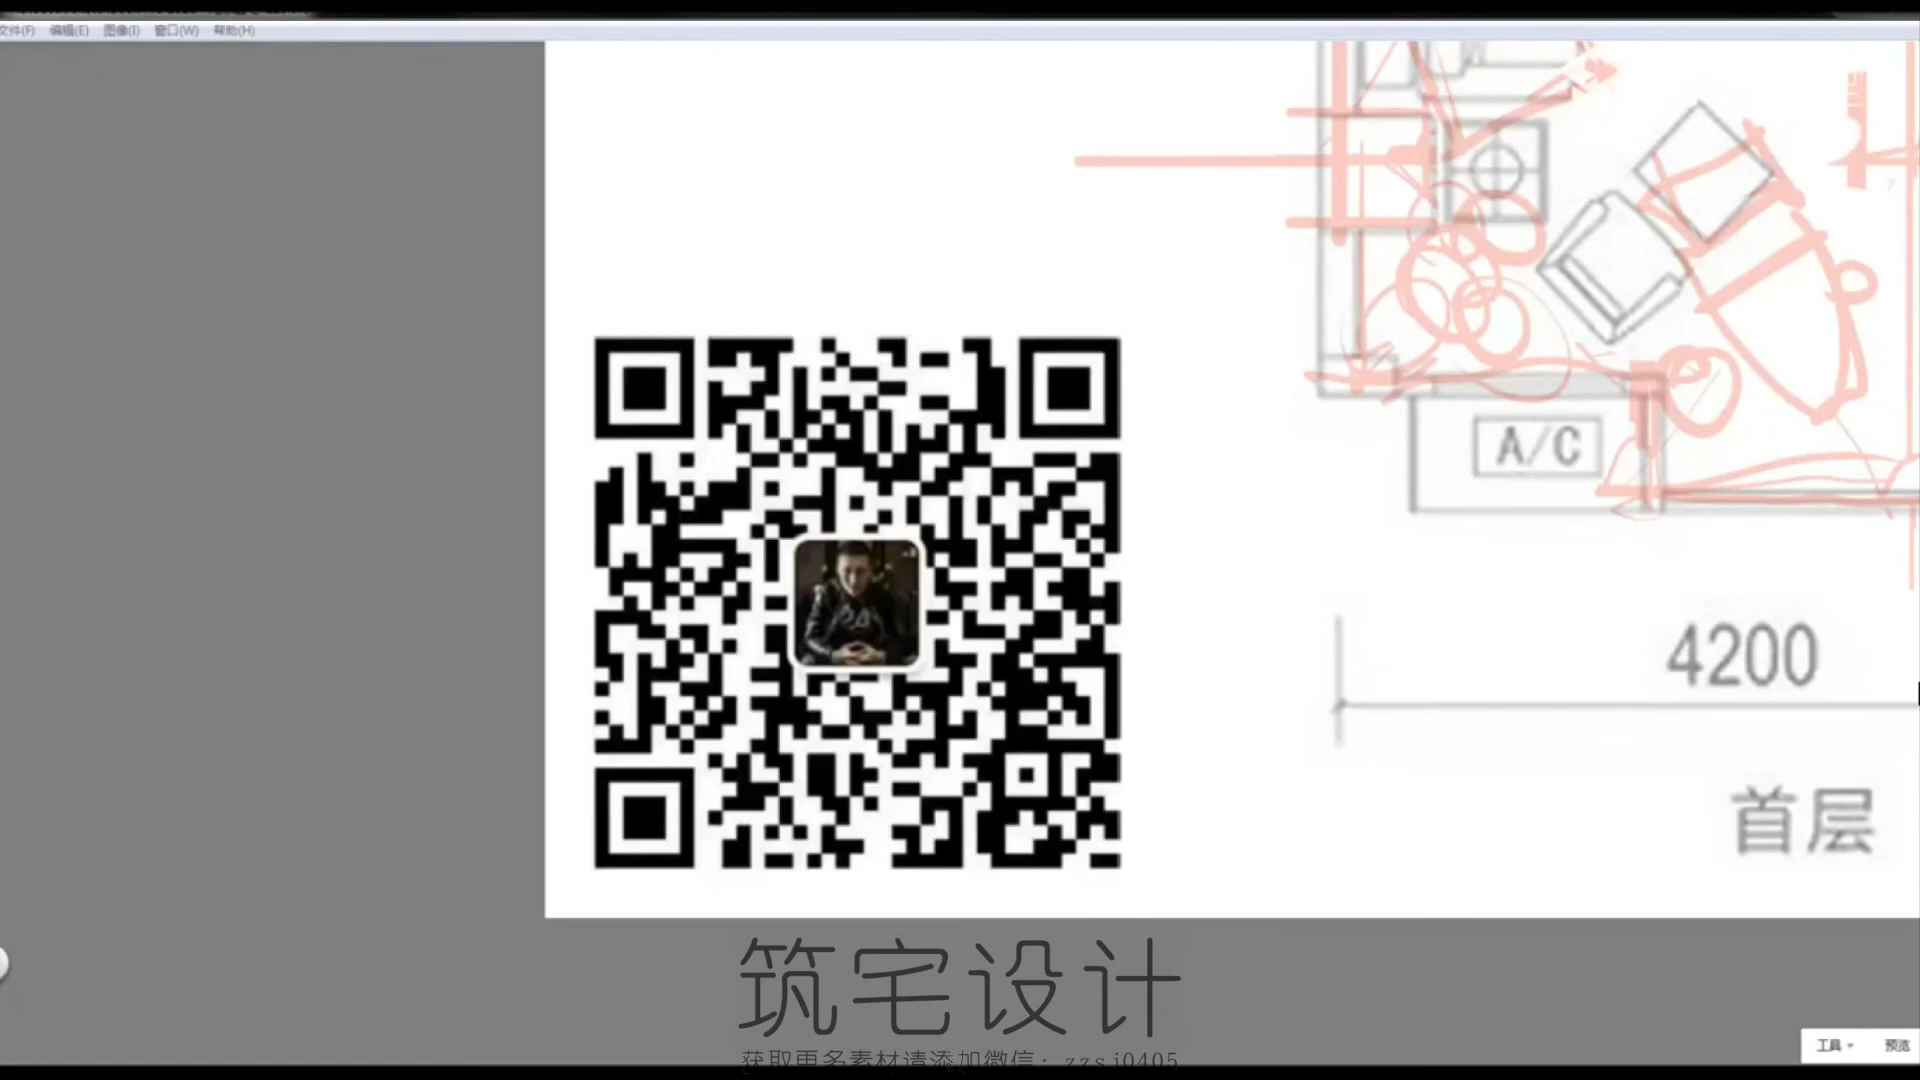 文件(F) 编辑(E) 图像(I) 窗口(W) 帮助(H)
A/C
4200
首层
筑宅设计
获取更多素材请添加微信：zzsj0405
工具 预览